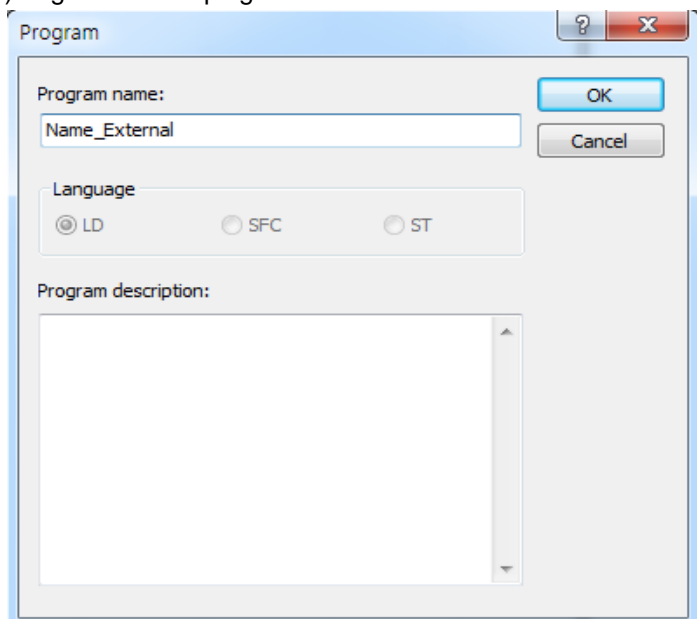 Program
Program name:
OK
Name_External
Cancel
Language
LD SFC ST
Program description: